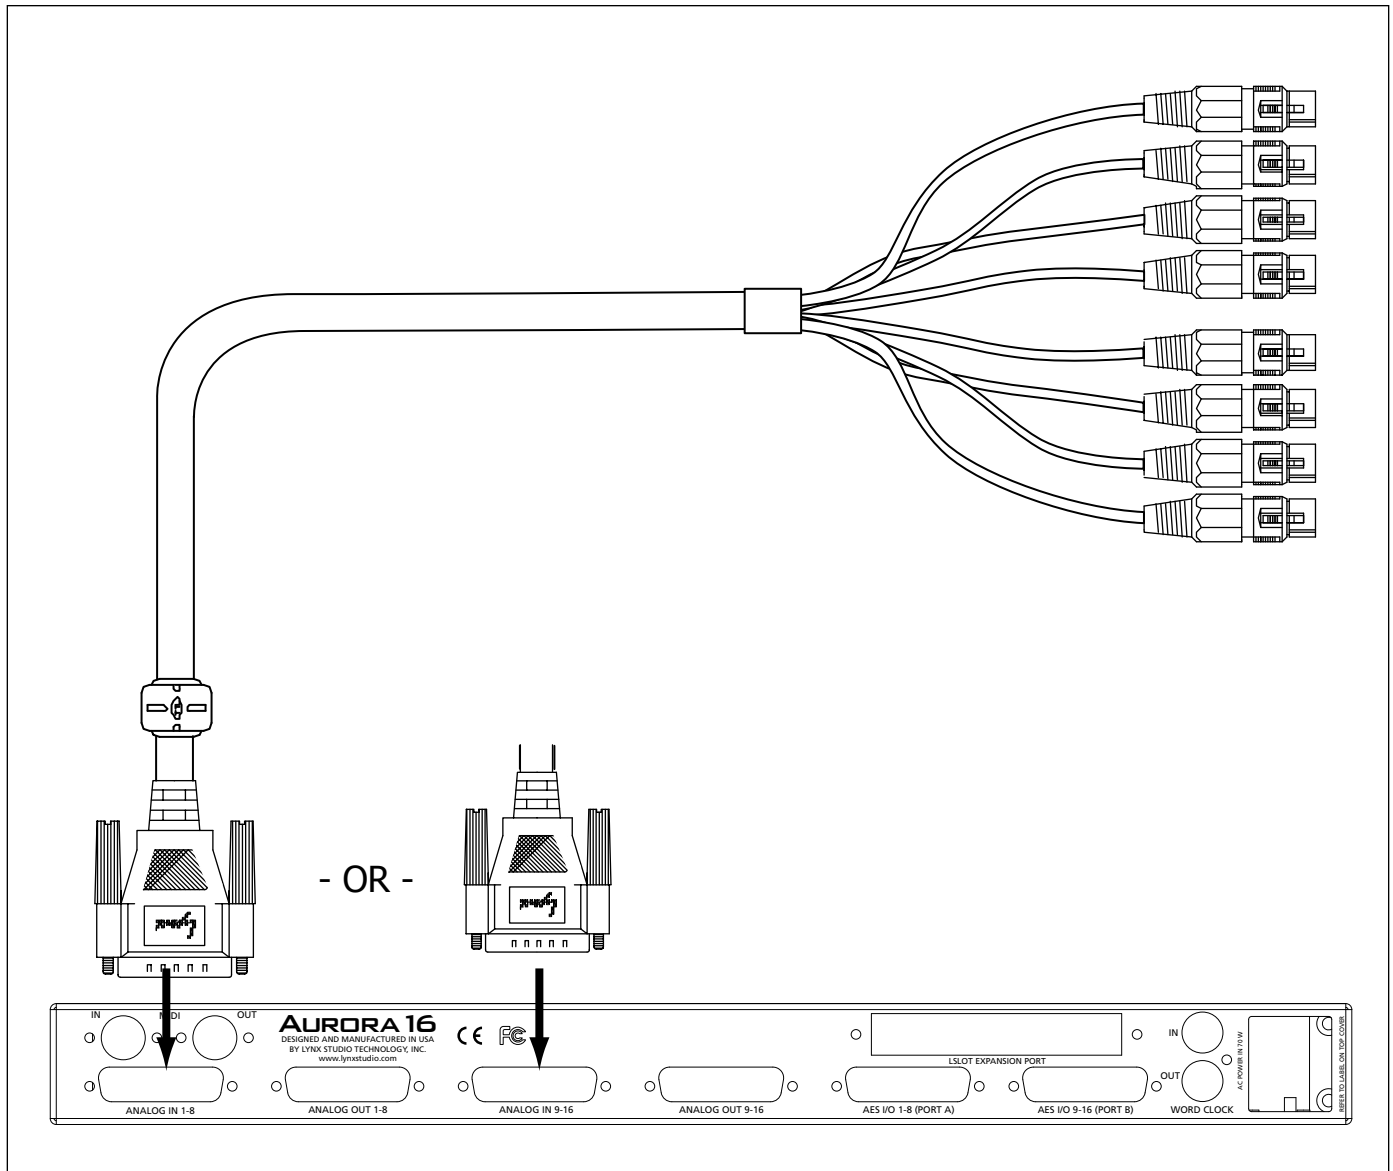 - OR -
IN
MIDI
OUT
AURORA 16
DESIGNED AND MANUFACTURED IN USA
BY LYNX STUDIO TECHNOLOGY, INC.
www.lynxstudio.com
CE FC
LSLOT EXPANSION PORT
IN
OUT
WORD CLOCK
AC POWER IN 70 W
REFER TO LABEL ON TOP COVER
ANALOG IN 1-8
ANALOG OUT 1-8
ANALOG IN 9-16
ANALOG OUT 9-16
AES I/O 1-8 (PORT A)
AES I/O 9-16 (PORT B)